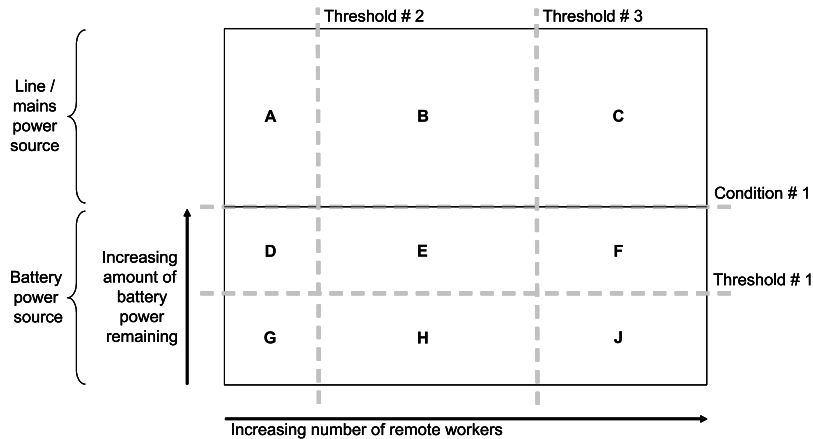 Threshold # 2
Threshold # 3
Line /
mains
power
source
A
B
C
Condition # 1
Increasing
amount of
battery
power
remaining
Battery
power
source
D
E
F
Threshold # 1
G
H
J
Increasing number of remote workers